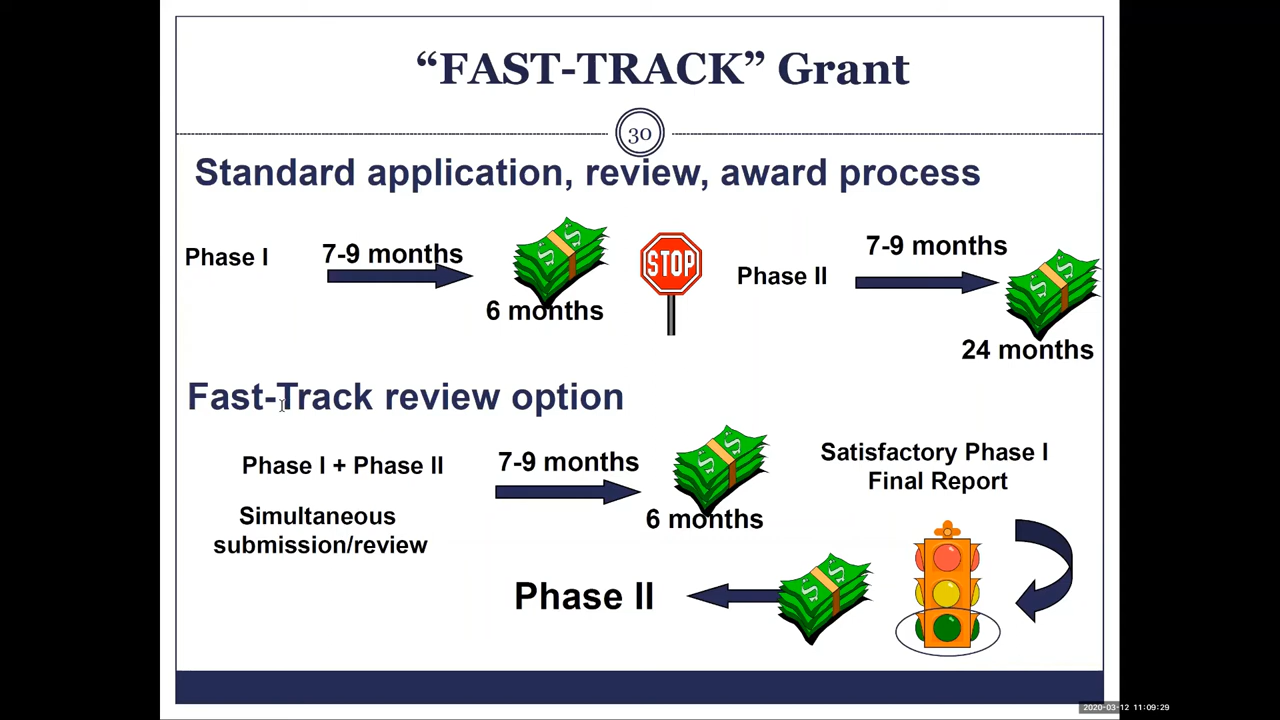 “FAST-TRACK” Grant
30
Standard application, review, award process
Phase I
7-9 months
6 months
STOP
Phase II
7-9 months
24 months
Fast-Track review option
Phase I + Phase II
7-9 months
6 months
Satisfactory Phase I
Final Report
Simultaneous
submission/review
Phase II
2020-03-12 11:09:29